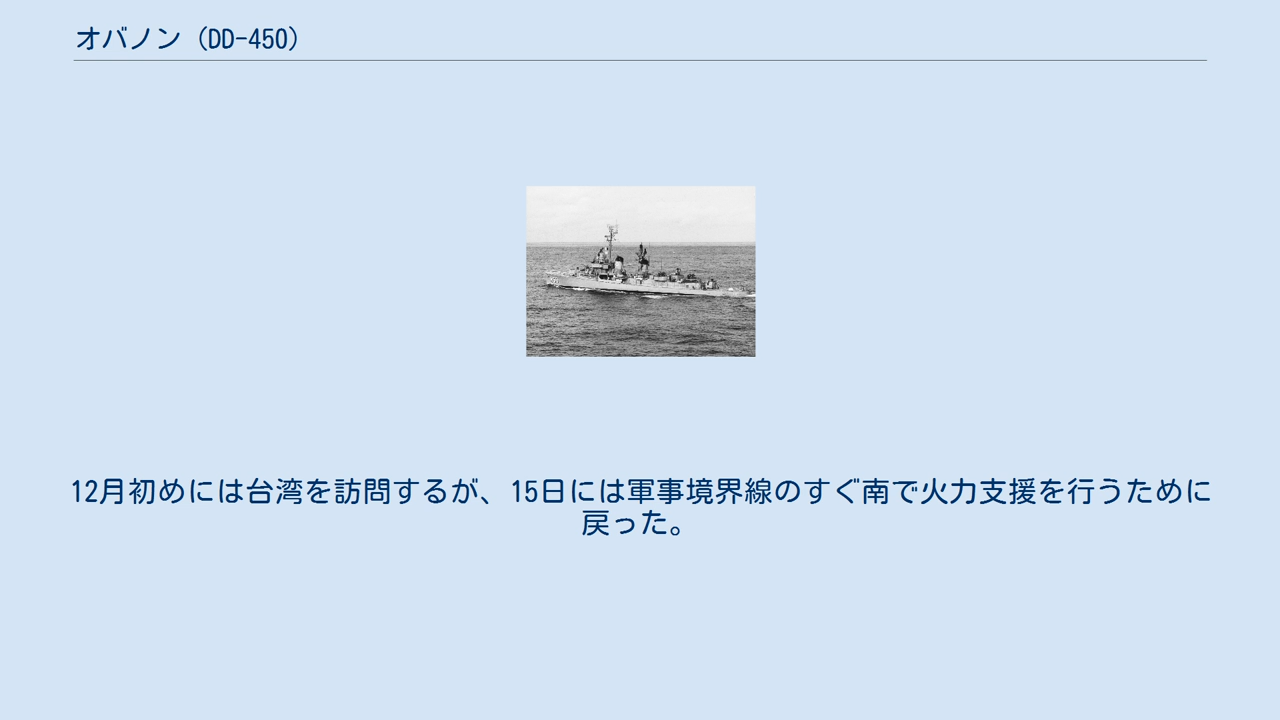 オバノン（DD-450）
12月初めには台湾を訪問するが、15日には軍事境界線のすぐ南で火力支援を行うために
戻った。